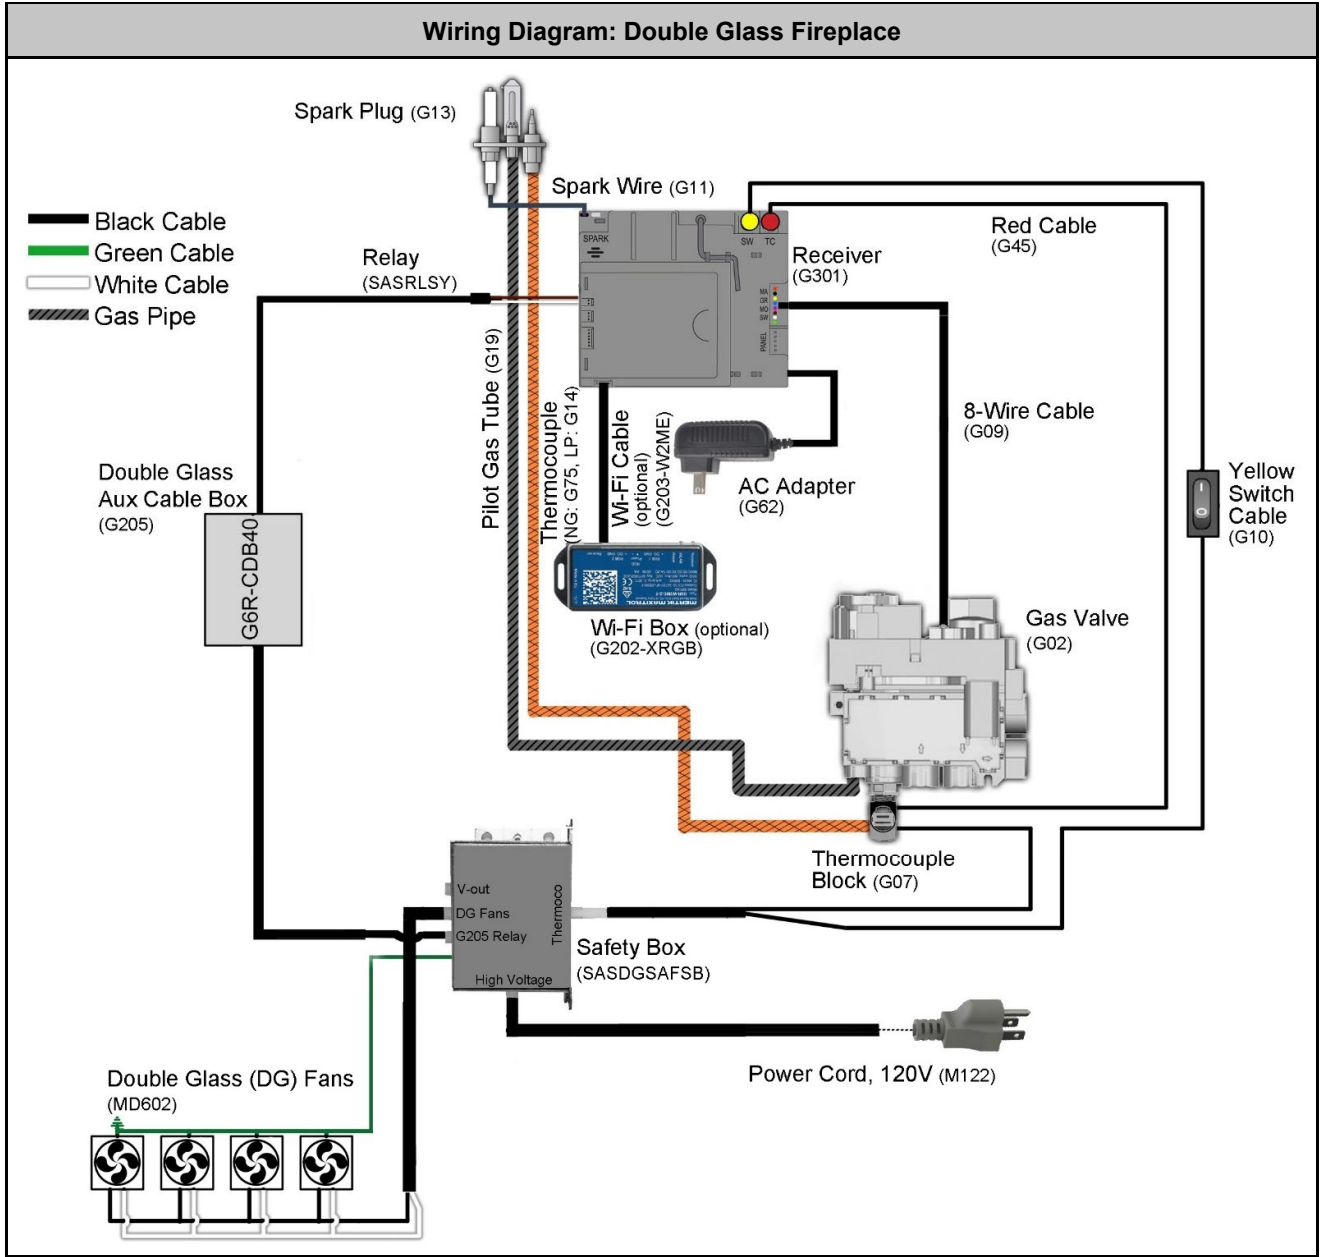 Wiring Diagram: Double Glass Fireplace
Spark Plug (G13)
Spark Wire (G11)
Black Cable
Green Cable
White Cable
Gas Pipe
Relay
(SASRLSY)
SPARK
SW TC
Receiver
(G301)
MA
OR
MO
SW
PANEL
Red Cable
(G45)
Pilot Gas Tube (G19)
Thermocouple
(NG: G75, LP: G14)
Wi-Fi Cable
(optional)
(G203-W2ME)
8-Wire Cable
(G09)
AC Adapter
(G62)
Double Glass
Aux Cable Box
(G205)
G6R-CDB40
Yellow
Switch
Cable
(G10)
MERTIK MAXITROL
Wi-Fi Box (optional)
(G202-XRGB)
Gas Valve
(G02)
Thermocouple
Block (G07)
V-out
DG Fans
G205 Relay
Thermoco
High Voltage
Safety Box
(SASDGSAFSB)
Power Cord, 120V (M122)
Double Glass (DG) Fans
(MD602)